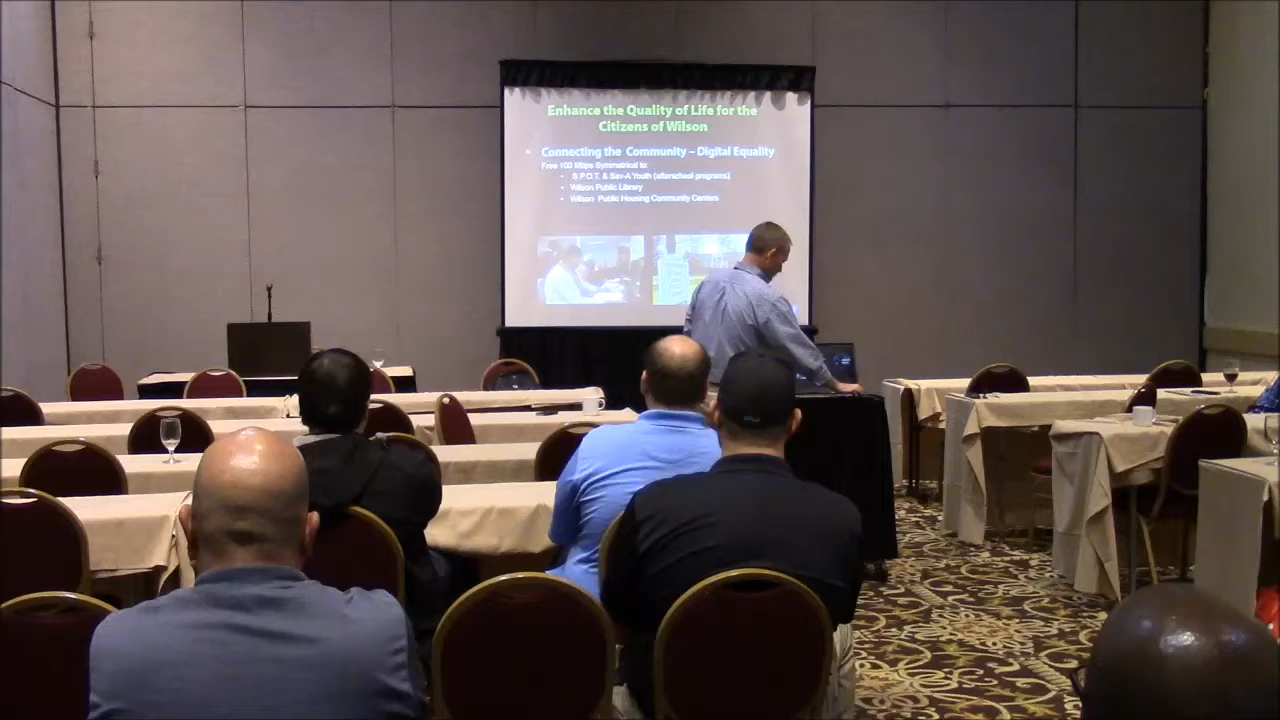 Enhance the Quality of Life for the
Citizens of Wilson
Connecting the Community – Digital Equality
Free 100 Mbps Symmetrical to:
S.P.O.T. & Sav-A Youth (afterschool programs)
Wilson Public Library
Wilson Public Housing Community Centers